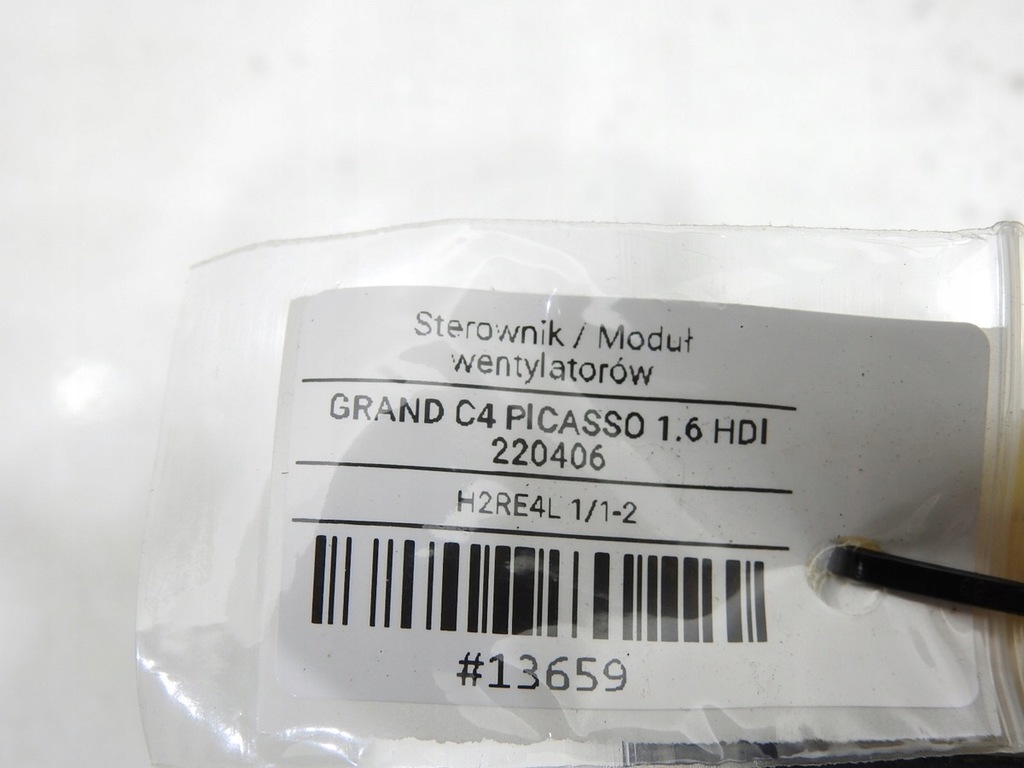 Sterownik / Moduł
wentylatorów
GRAND C4 PICASSO 1.6 HDI
220406
H2RE4L 1/1-2
#13659